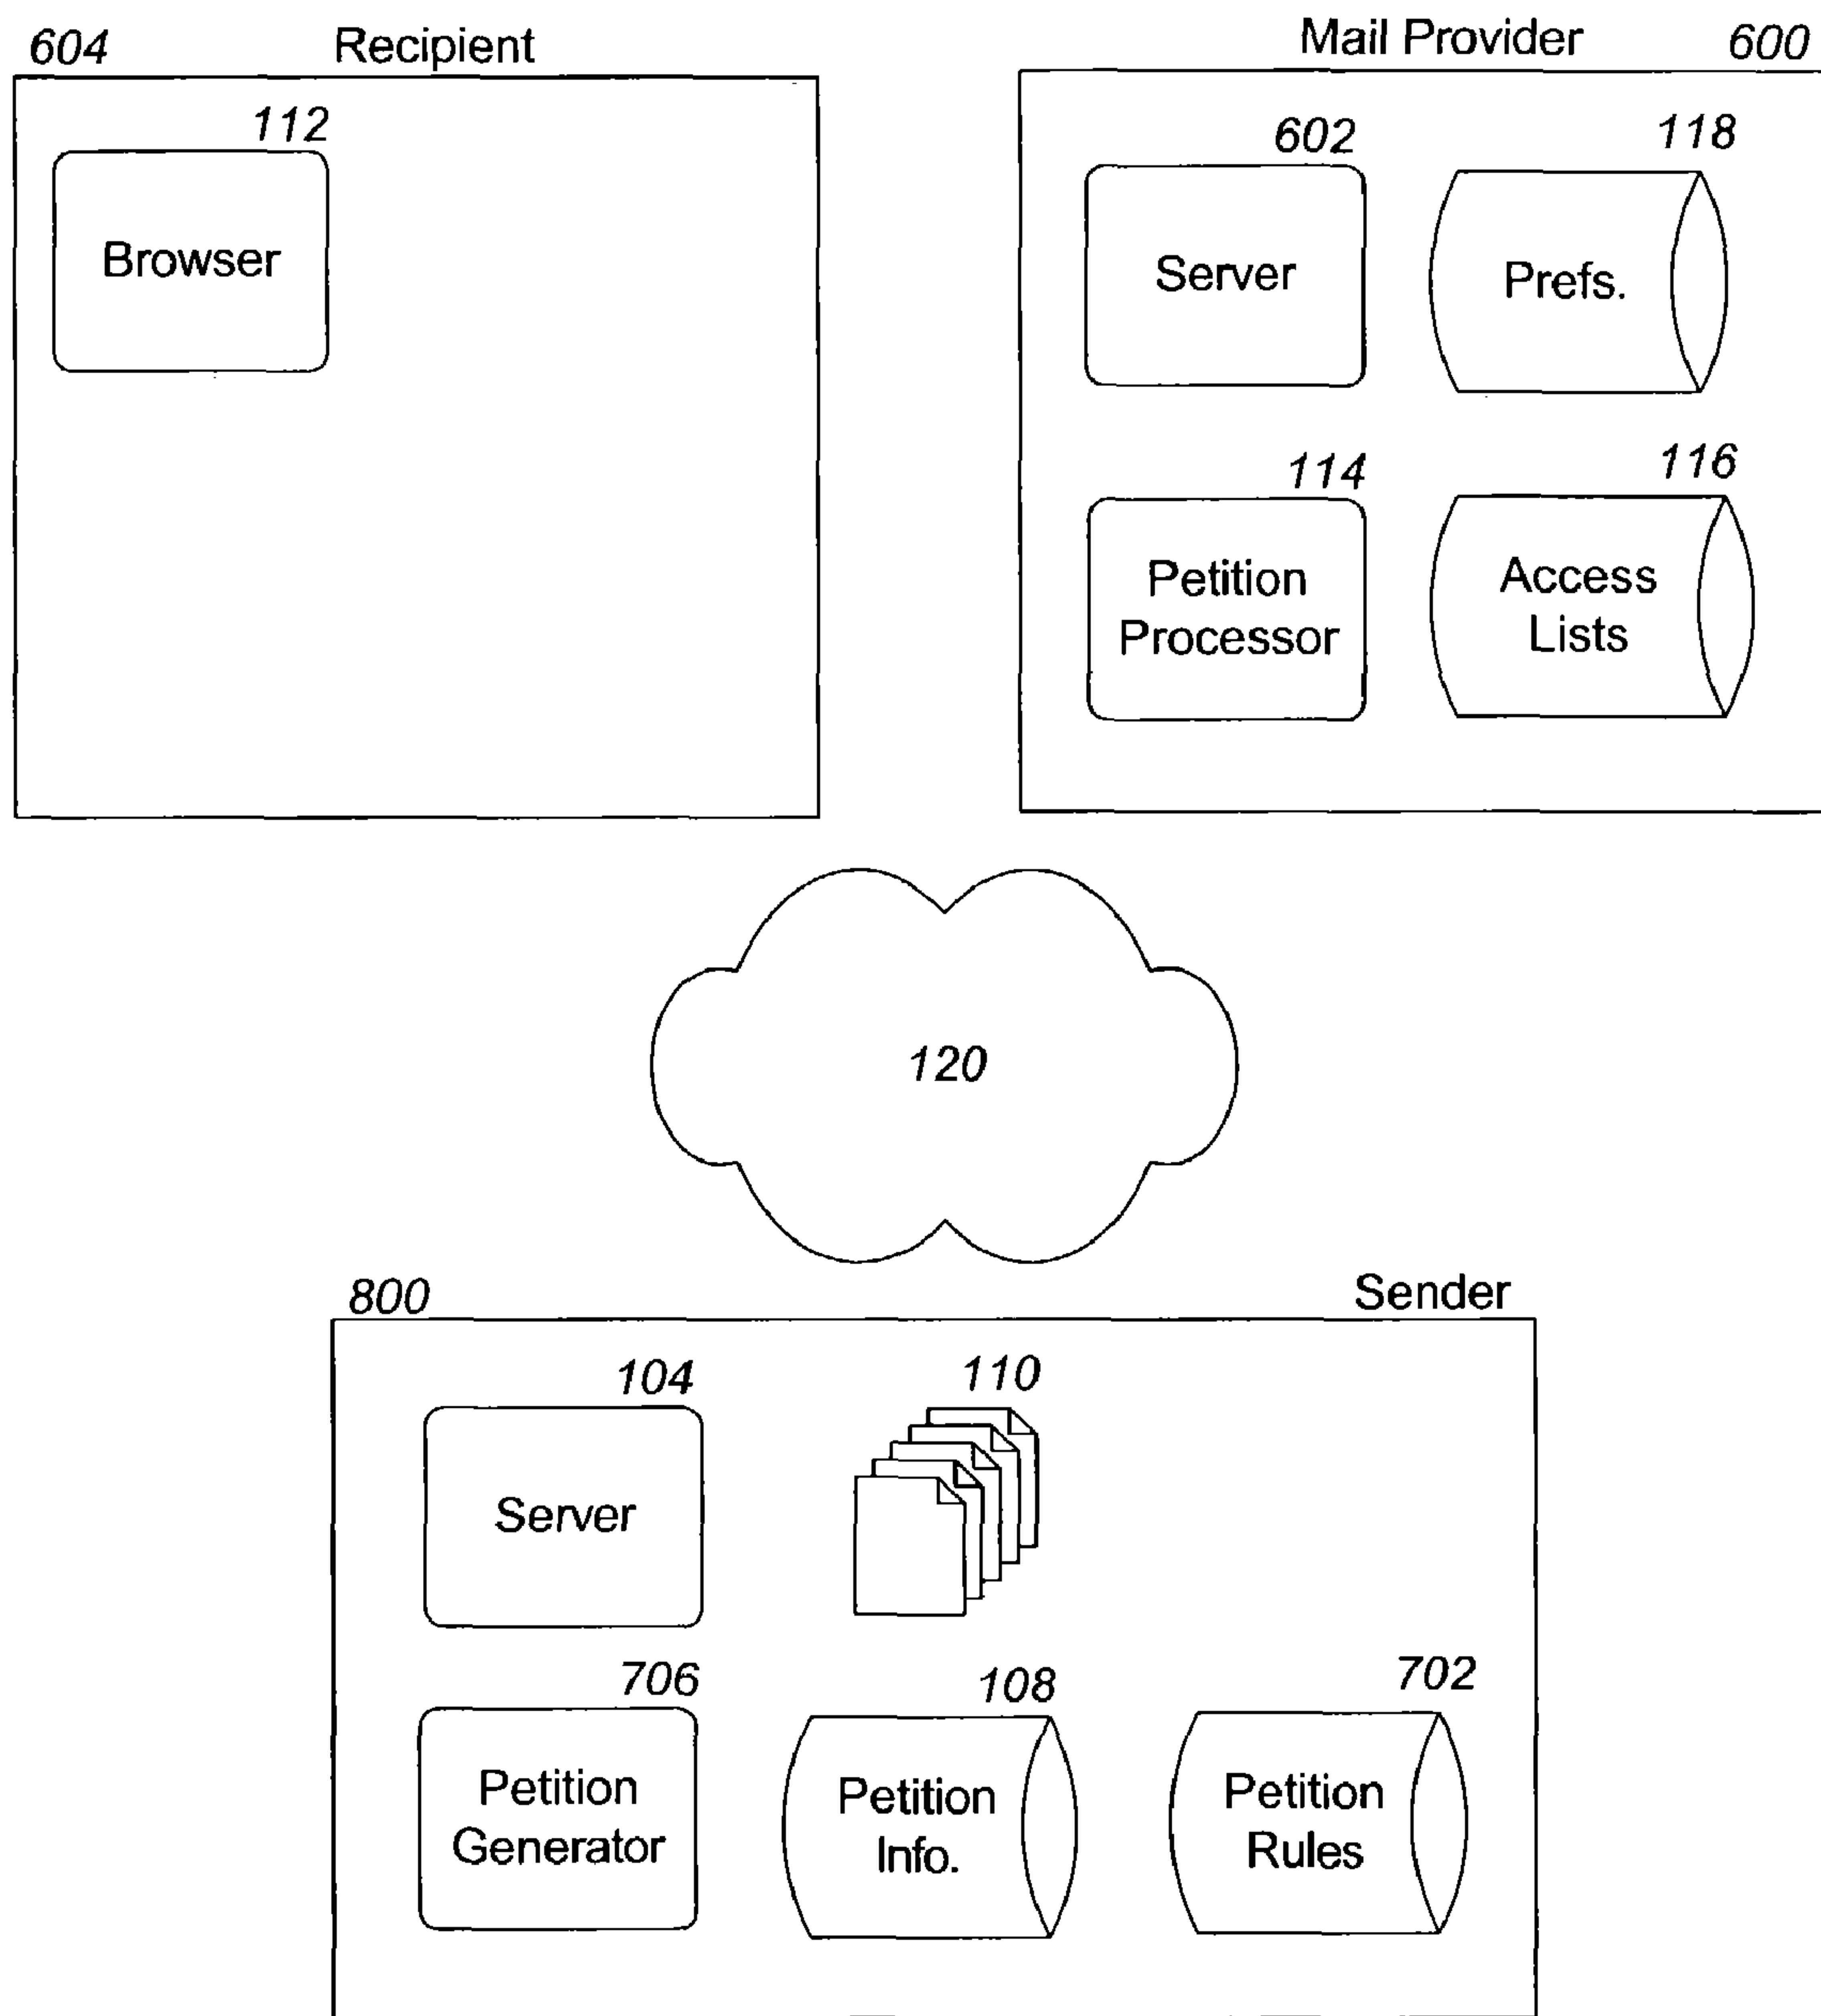 604 Recipient
Mail Provider 600
112
Browser
602
Server
118
Prefs.
114
Petition
Processor
116
Access
Lists
120
800 Sender
104
Server
110
706
Petition
Generator
108
Petition
Info.
702
Petition
Rules